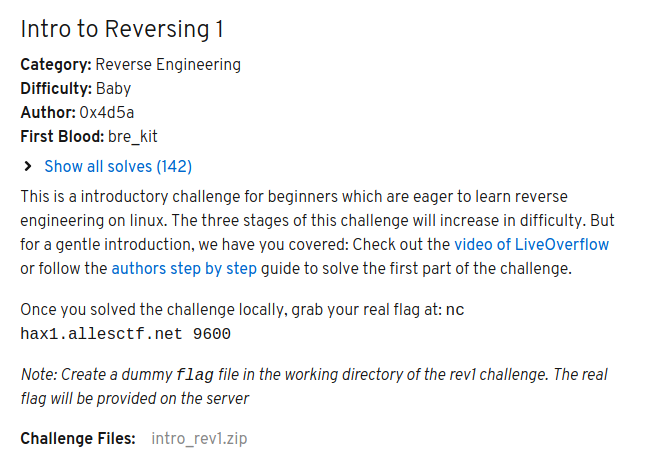 Intro to Reversing 1
Category: Reverse Engineering
Difficulty: Baby
Author: 0x4d5a
First Blood: bre_kit
Show all solves (142)
This is a introductory challenge for beginners which are eager to learn reverse
engineering on linux. The three stages of this challenge will increase in difficulty. But
for a gentle introduction, we have you covered: Check out the video of LiveOverflow
or follow the authors step by step guide to solve the first part of the challenge.
Once you solved the challenge locally, grab your real flag at: nc
hax1.allesctf.net 9600
Note: Create a dummy flag file in the working directory of the rev1 challenge. The real
flag will be provided on the server
Challenge Files: intro_rev1.zip